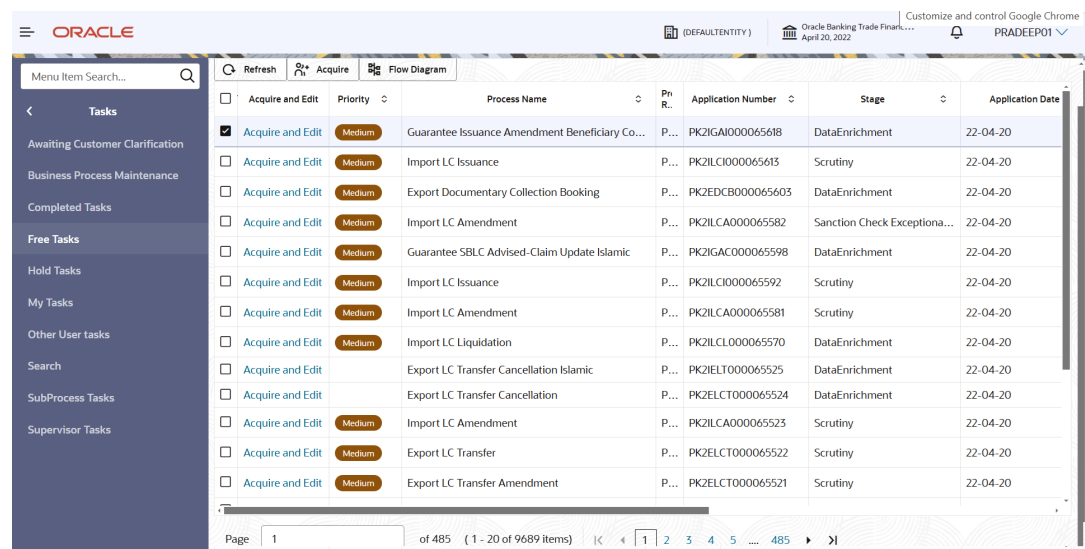 Customize and control Google Chrome
ORACLE
(DEFAULTENTITY )
Oracle Banking Trade Financ...
April 20, 2022
PRADEEP01
Menu Item Search...
Tasks
Awaiting Customer Clarification
Business Process Maintenance
Completed Tasks
Free Tasks
Hold Tasks
My Tasks
Other User tasks
Search
SubProcess Tasks
Supervisor Tasks
Refresh Acquire Flow Diagram
Acquire and Edit Priority Process Name Pr R.. Application Number Stage Application Date
Acquire and Edit Medium Guarantee Issuance Amendment Beneficiary Co... P... PK2IGAI000065618 DataEnrichment 22-04-20
Acquire and Edit Medium Import LC Issuance P... PK2ILCI000065613 Scrutiny 22-04-20
Acquire and Edit Medium Export Documentary Collection Booking P... PK2EDCB000065603 DataEnrichment 22-04-20
Acquire and Edit Medium Import LC Amendment P... PK2ILCA000065582 Sanction Check Exceptiona... 22-04-20
Acquire and Edit Medium Guarantee SBLC Advised-Claim Update Islamic P... PK2IGAC000065598 DataEnrichment 22-04-20
Acquire and Edit Medium Import LC Issuance P... PK2ILCI000065592 Scrutiny 22-04-20
Acquire and Edit Medium Import LC Amendment P... PK2ILCA000065581 Scrutiny 22-04-20
Acquire and Edit Medium Import LC Liquidation P... PK2ILCL000065570 DataEnrichment 22-04-20
Acquire and Edit Export LC Transfer Cancellation Islamic P... PK2IELT000065525 DataEnrichment 22-04-20
Acquire and Edit Export LC Transfer Cancellation P... PK2ELCT000065524 DataEnrichment 22-04-20
Acquire and Edit Medium Import LC Amendment P... PK2ILCA000065523 Scrutiny 22-04-20
Acquire and Edit Medium Export LC Transfer P... PK2ELCT000065522 Scrutiny 22-04-20
Acquire and Edit Medium Export LC Transfer Amendment P... PK2ELCT000065521 Scrutiny 22-04-20
Page 1 of 485 ( 1 - 20 of 9689 items) 1 2 3 4 5 .... 485